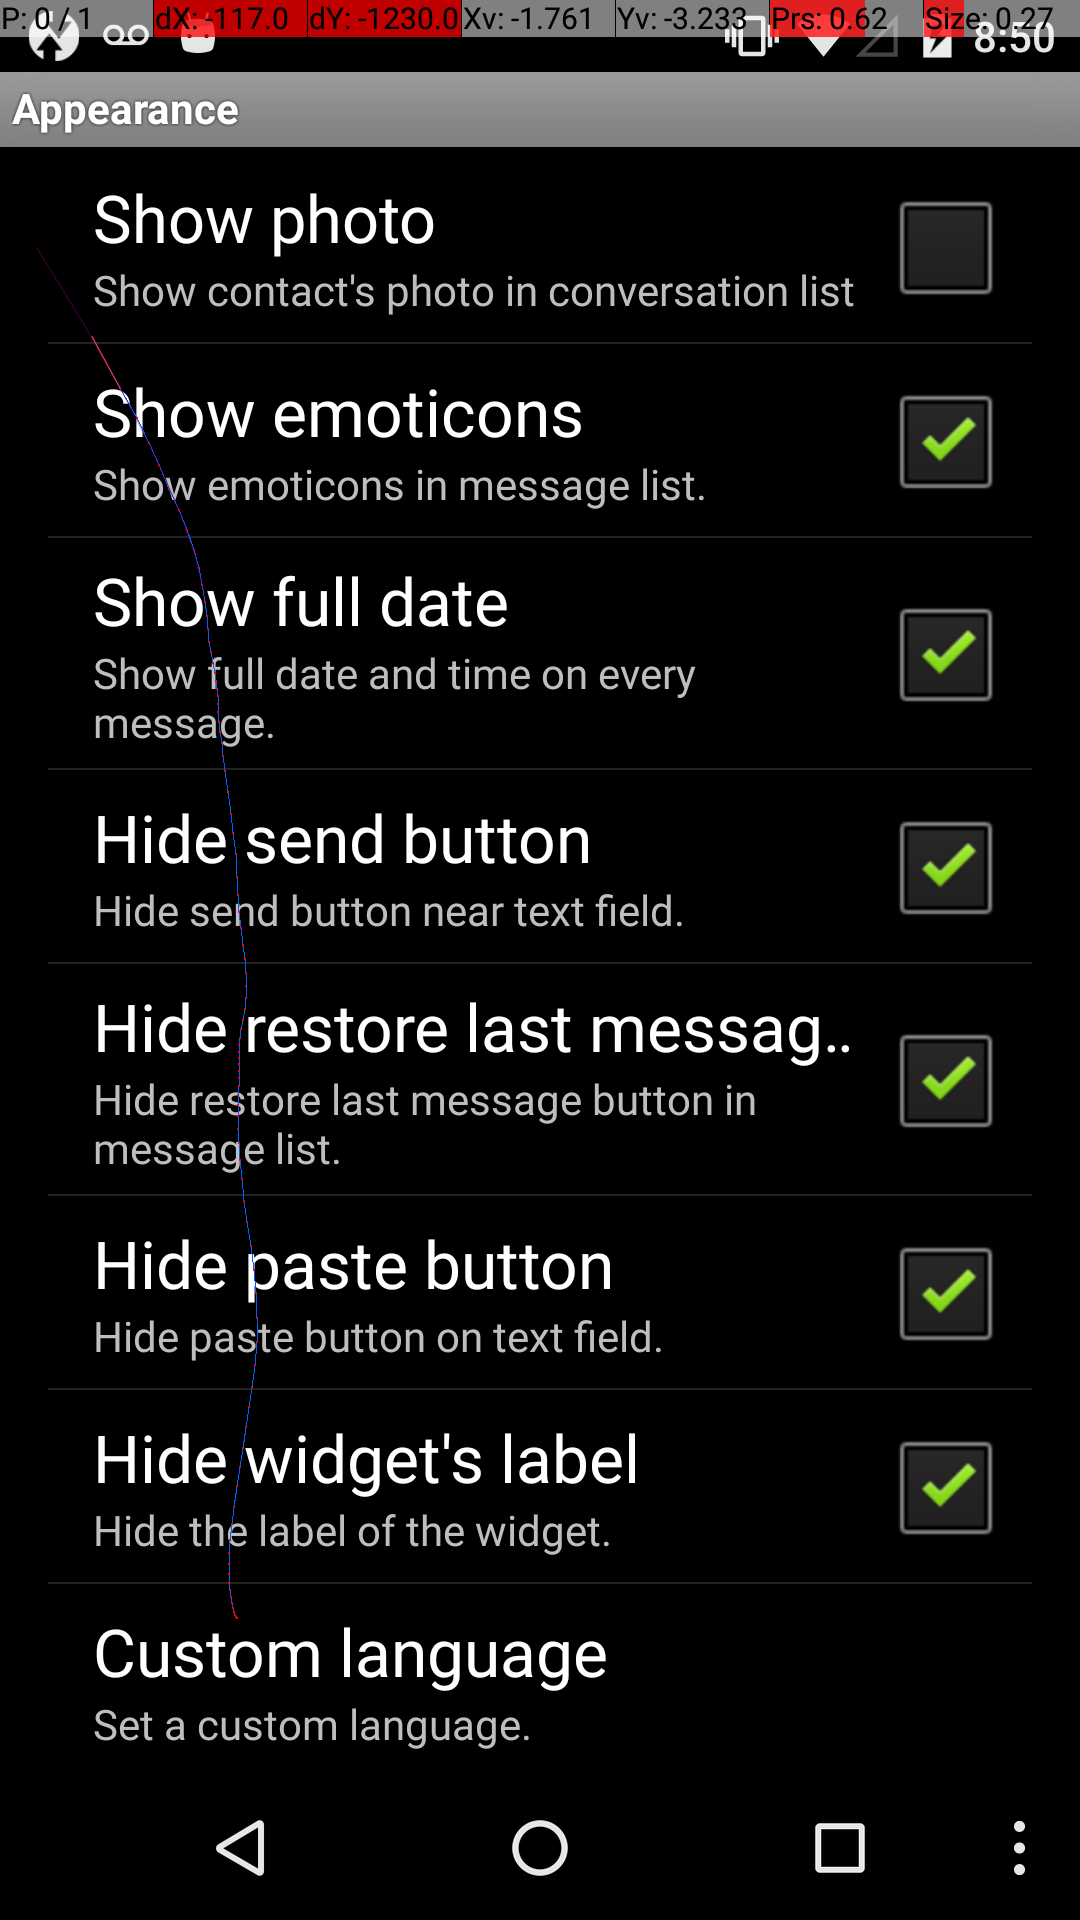 P: 0 / 1 dX: -117.0 dY: -1230.0 Xv: -1.761 Yv: -3.233 Prs: 0.62 Size: 0.27
8:50
Appearance
Show photo
Show contact's photo in conversation list
Show emoticons
Show emoticons in message list.
Show full date
Show full date and time on every
message.
Hide send button
Hide send button near text field.
Hide restore last messag..
Hide restore last message button in
message list.
Hide paste button
Hide paste button on text field.
Hide widget's label
Hide the label of the widget.
Custom language
Set a custom language.